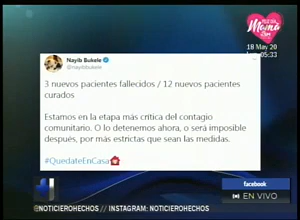 Mamá
18 May 20
05:33
Nayib Bukele
@nayibbukele
3 nuevos pacientes fallecidos / 12 nuevos pacientes
curados
Estamos en la etapa más crítica del contagio
comunitario. O lo detenemos ahora, o será imposible
después, por más estrictas que sean las medidas.
#QuedateEnCasa
facebook
EN VIVO
@NOTICIEROHECHOS // INSTAGRAM: NOTICIEROHECHOS